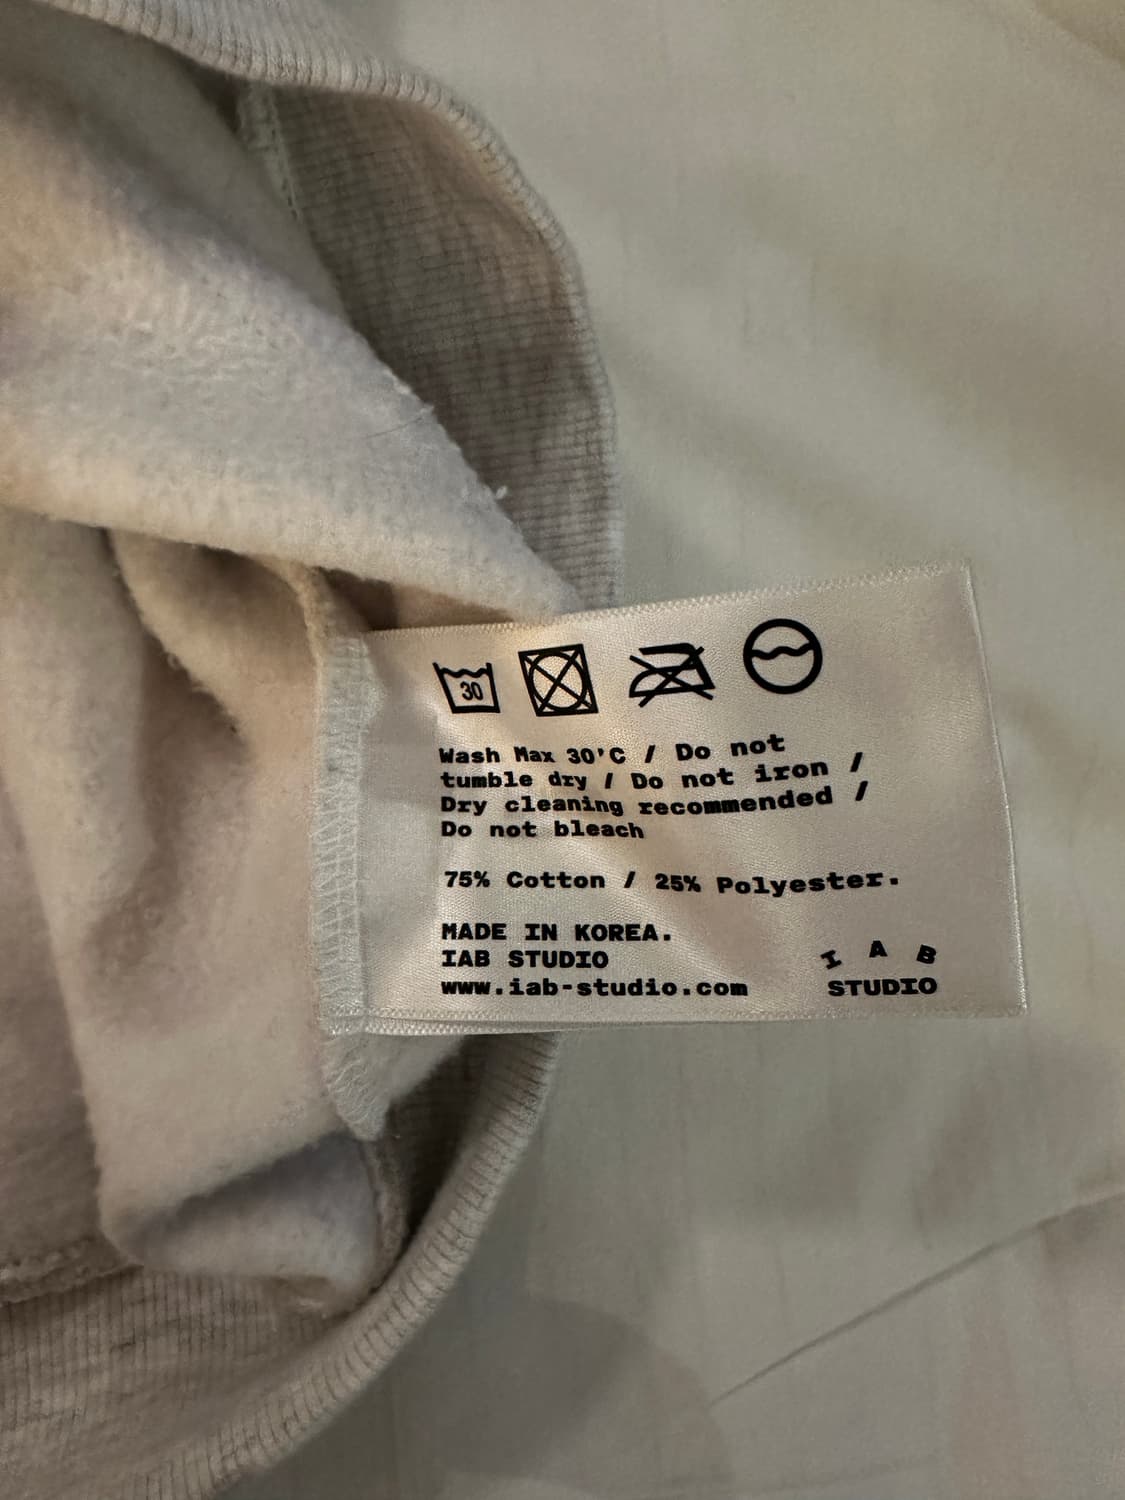 30
Wash Max 30'C / Do not
tumble dry / Do not iron /
Dry cleaning recommended /
Do not bleach
75% Cotton / 25% Polyester.
MADE IN KOREA.
IAB STUDIO
www.iab-studio.com
IAB
STUDIO